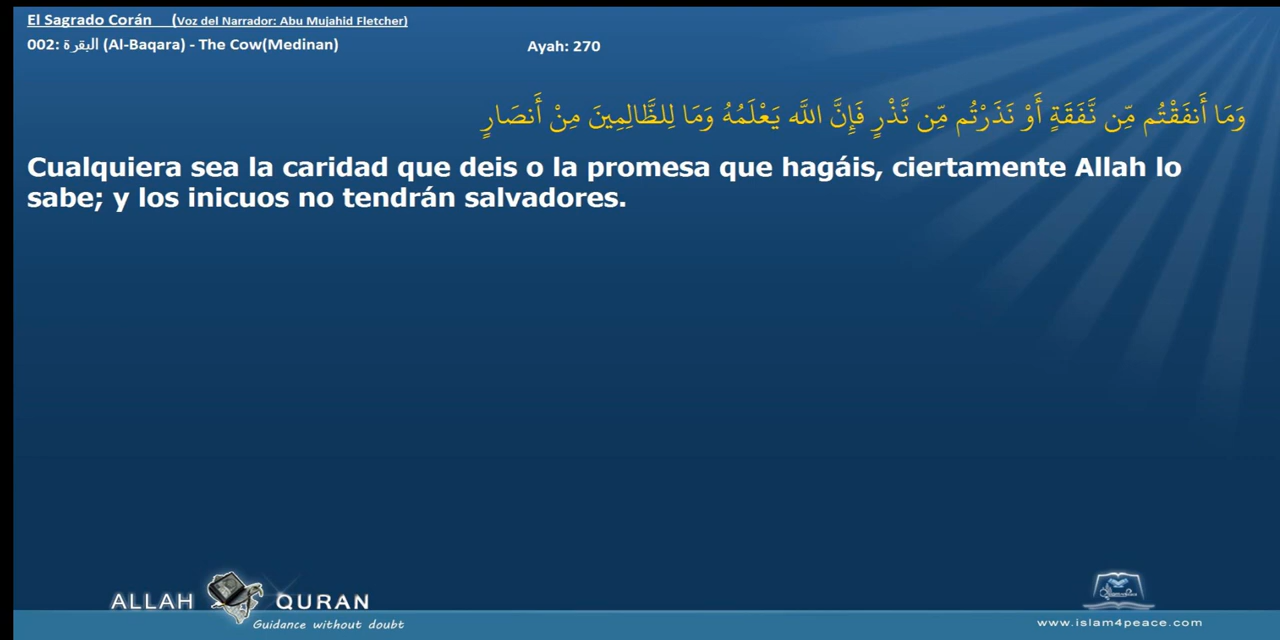 El Sagrado Corán (Voz del Narrador: Abu Mujahid Fletcher)
002: البقرة (Al-Baqara) - The Cow(Medinan) Ayah: 270
وَمَا أَنفَقْتُم مِّن نَّفَقَةٍ أَوْ نَذَرْتُم مِّن نَّذْرٍ فَإِنَّ اللَّه يَعْلَمُهُ وَمَا لِلظَّالِمِينَ مِنْ أَنصَارٍ
Cualquiera sea la caridad que deis o la promesa que hagáis, ciertamente Allah lo
sabe; y los inicuos no tendrán salvadores.
ALLAH QURAN
Guidance without doubt
www.islam4peace.com